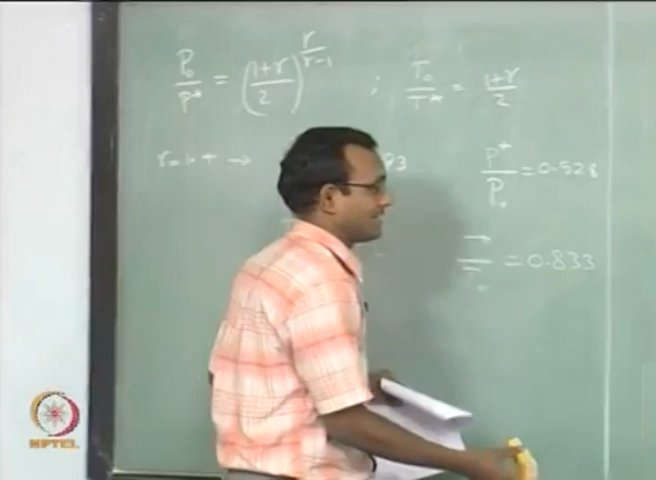 P₀/P* = ((1+γ)/2)^(γ/(γ-1)) ; T₀/T* = (1+γ)/2
γ=1.4 →
P*/P₀ = 0.528
= 0.833
NPTEL